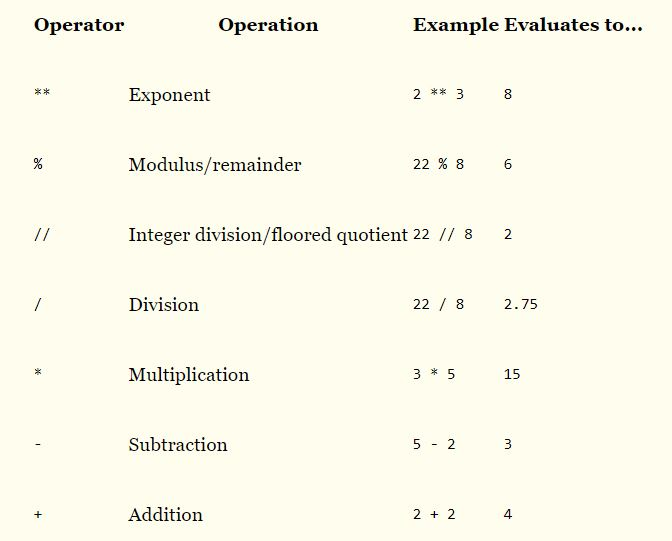 Operator Operation Example Evaluates to...
** Exponent 2 ** 3 8
% Modulus/remainder 22 % 8 6
// Integer division/floored quotient 22 // 8 2
/ Division 22 / 8 2.75
* Multiplication 3 * 5 15
- Subtraction 5 - 2 3
+ Addition 2 + 2 4